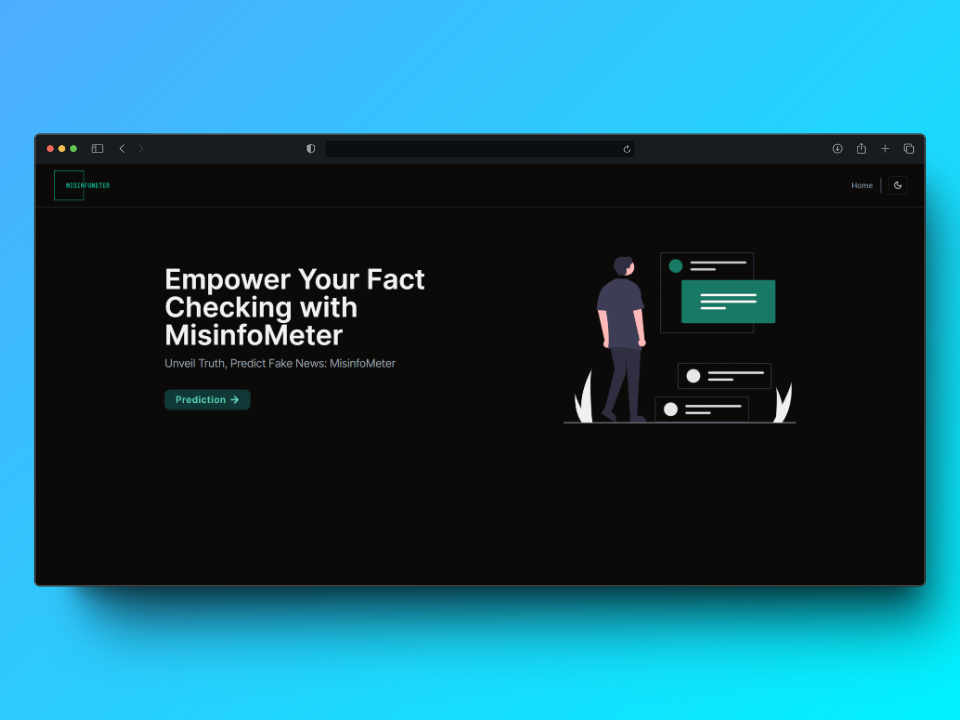 MISINFOMETER
Home
Empower Your Fact
Checking with
MisinfoMeter
Unveil Truth, Predict Fake News: MisinfoMeter
Prediction →